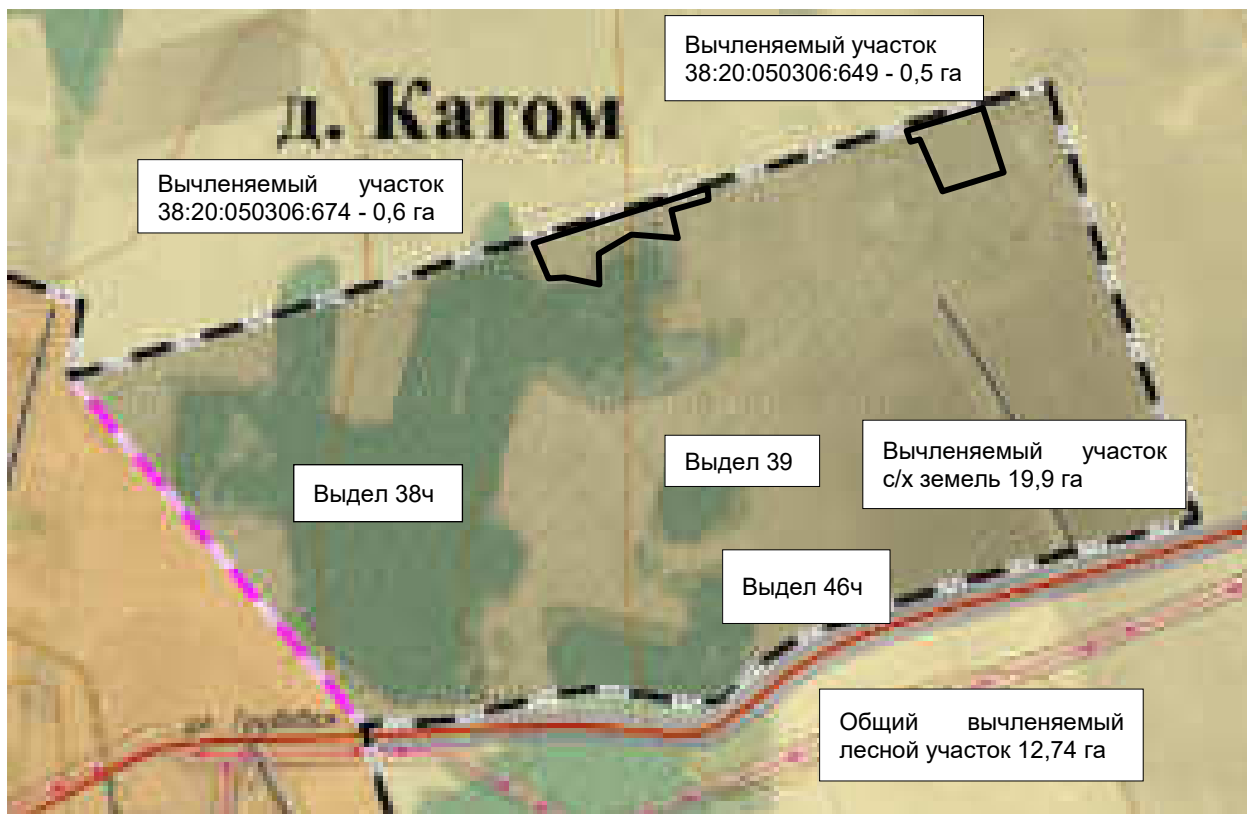 Вычленяемый участок
38:20:050306:649 - 0,5 га
д. Катом
Вычленяемый участок
38:20:050306:674 - 0,6 га
Выдел 39
Вычленяемый участок
с/х земель 19,9 га
Выдел 38ч
Выдел 46ч
Общий вычленяемый
лесной участок 12,74 га